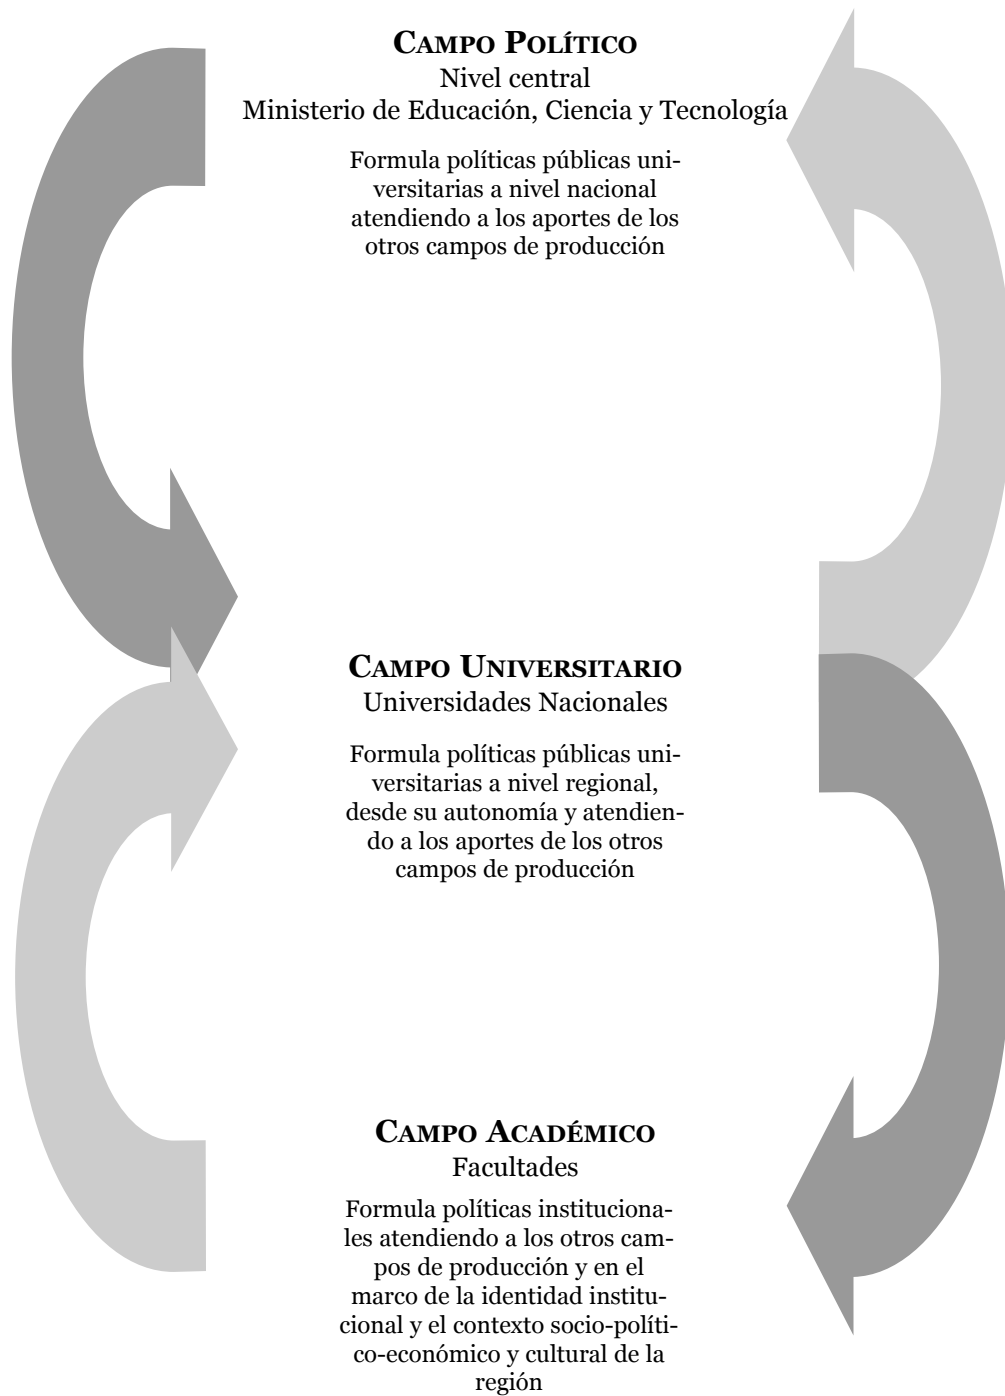 CAMPO POLÍTICO
Nivel central
Ministerio de Educación, Ciencia y Tecnología
Formula políticas públicas uni-
versitarias a nivel nacional
atendiendo a los aportes de los
otros campos de producción
CAMPO UNIVERSITARIO
Universidades Nacionales
Formula políticas públicas uni-
versitarias a nivel regional,
desde su autonomía y atendien-
do a los aportes de los otros
campos de producción
CAMPO ACADÉMICO
Facultades
Formula políticas instituciona-
les atendiendo a los otros cam-
pos de producción y en el
marco de la identidad institu-
cional y el contexto socio-políti-
co-económico y cultural de la
región